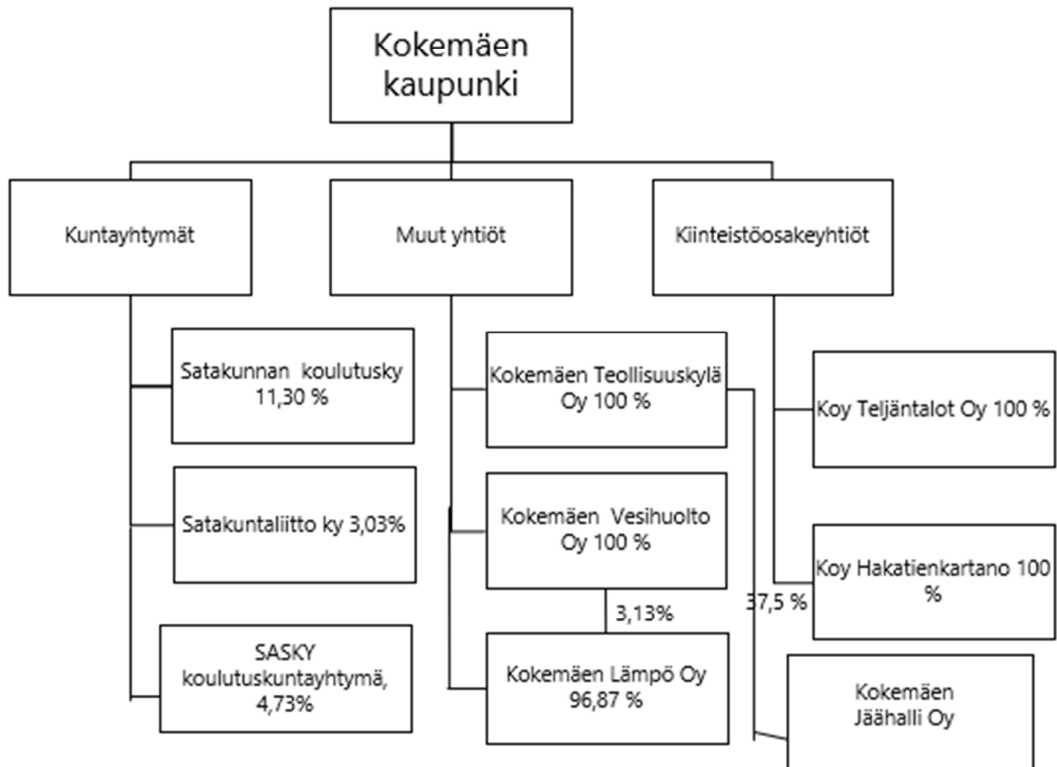 Kokemäen
kaupunki
Kuntayhtymät
Muut yhtiöt
Kiinteistöosakeyhtiöt
Satakunnan koulutusky
11,30 %
Satakuntaliitto ky 3,03%
SASKY
koulutuskuntayhtymä,
4,73%
Kokemäen Teollisuuskylä
Oy 100 %
Kokemäen Vesihuolto
Oy 100 %
3,13%
Kokemäen Lämpö Oy
96,87 %
Koy Teljäntalot Oy 100 %
Koy Hakatienkartano 100
%
37,5 %
Kokemäen
Jäähalli Oy